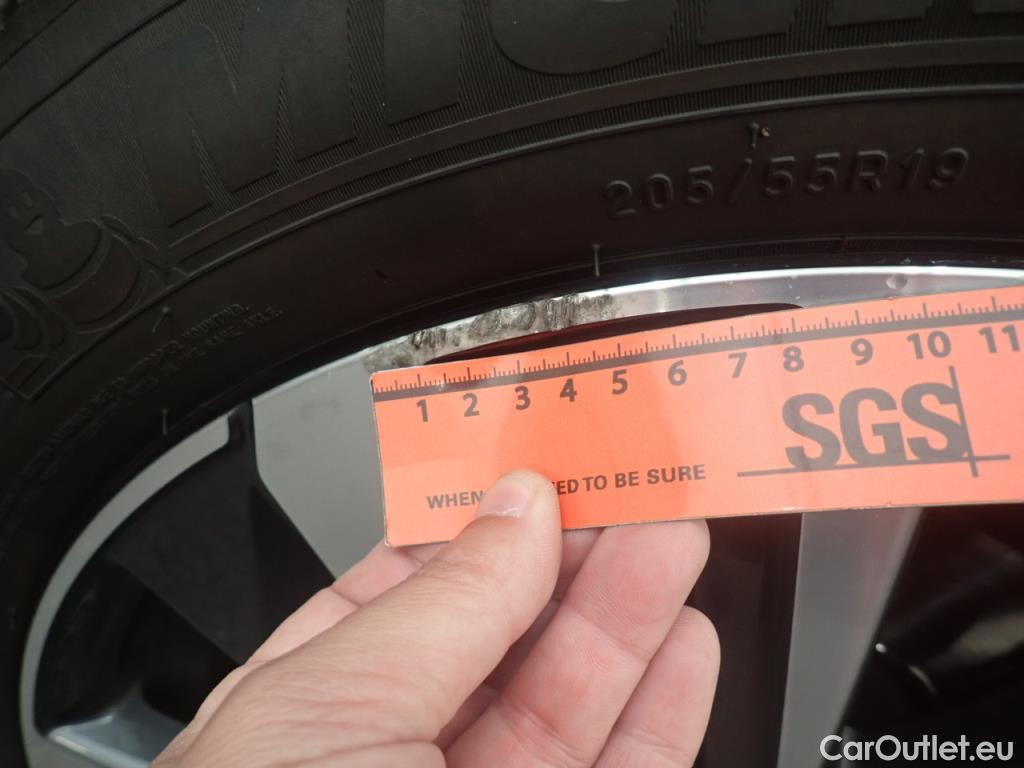 MICH
205/55R19
1 2 3 4 5 6 7 8 9 10 11
SGS
WHEN ED TO BE SURE
CarOutlet.eu